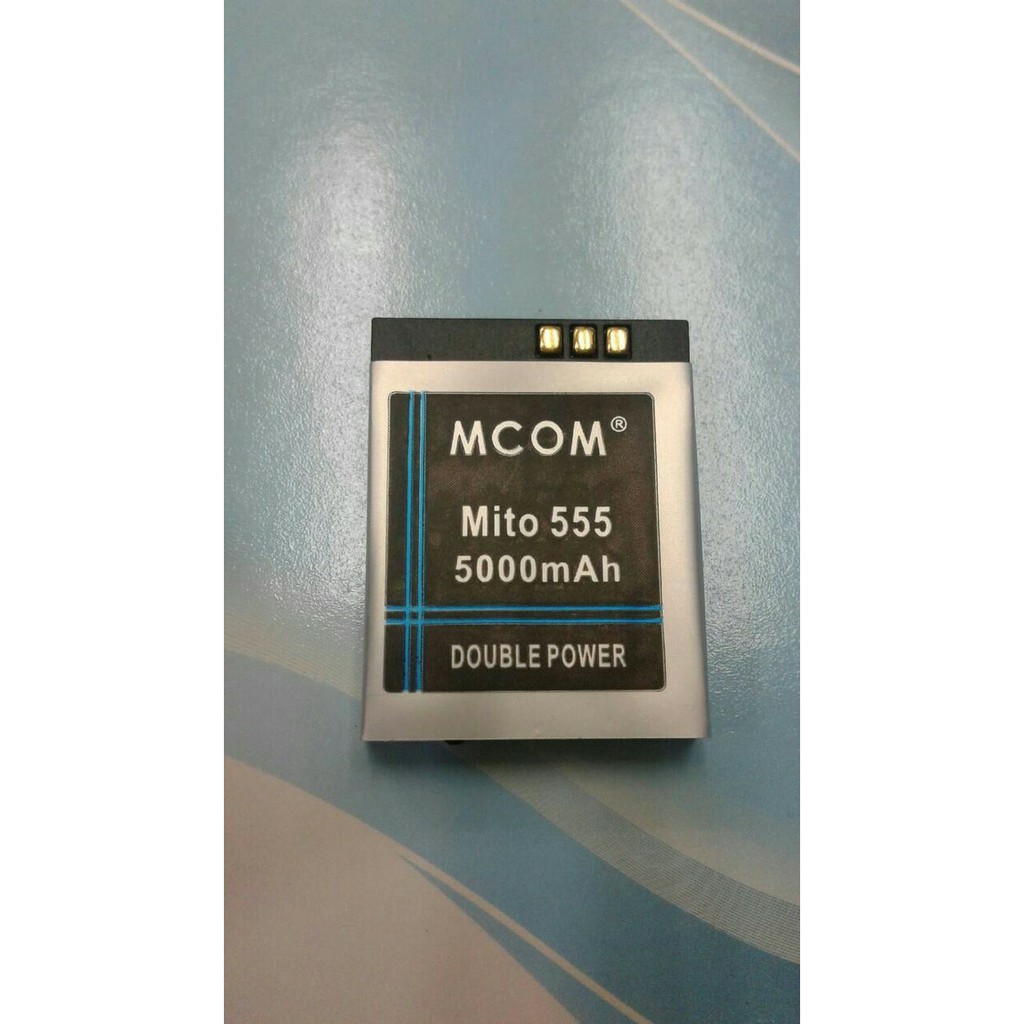 MCOM®
Mito 555
5000mAh
DOUBLE POWER